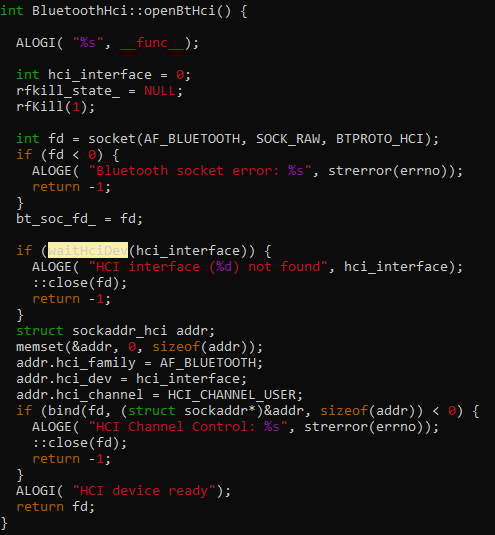 int BluetoothHci::openBtHci() {
ALOGI( "%s", __func__);
int hci_interface = 0;
rfkill_state_ = NULL;
rfKill(1);
int fd = socket(AF_BLUETOOTH, SOCK_RAW, BTPROTO_HCI);
if (fd < 0) {
ALOGE( "Bluetooth socket error: %s", strerror(errno));
return -1;
}
bt_soc_fd_ = fd;
if (waitHciDev(hci_interface)) {
ALOGE( "HCI interface (%d) not found", hci_interface);
::close(fd);
return -1;
}
struct sockaddr_hci addr;
memset(&addr, 0, sizeof(addr));
addr.hci_family = AF_BLUETOOTH;
addr.hci_dev = hci_interface;
addr.hci_channel = HCI_CHANNEL_USER;
if (bind(fd, (struct sockaddr*)&addr, sizeof(addr)) < 0) {
ALOGE( "HCI Channel Control: %s", strerror(errno));
::close(fd);
return -1;
}
ALOGI( "HCI device ready");
return fd;
}